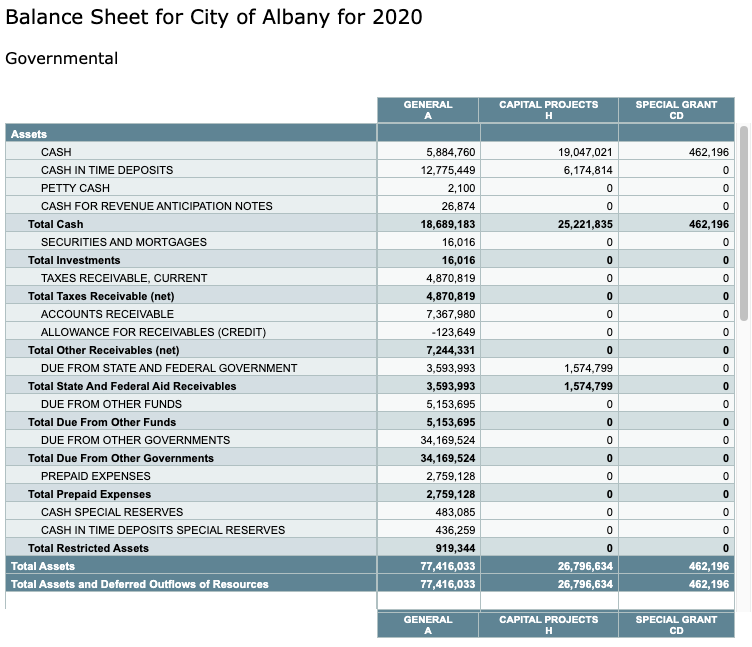 Balance Sheet for City of Albany for 2020
Governmental
GENERAL CAPITAL PROJECTS SPECIAL GRANT
A H CD
Assets
CASH 5,884,760 19,047,021 462,196
CASH IN TIME DEPOSITS 12,775,449 6,174,814 0
PETTY CASH 2,100 0 0
CASH FOR REVENUE ANTICIPATION NOTES 26,874 0 0
Total Cash 18,689,183 25,221,835 462,196
SECURITIES AND MORTGAGES 16,016 0 0
Total Investments 16,016 0 0
TAXES RECEIVABLE, CURRENT 4,870,819 0 0
Total Taxes Receivable (net) 4,870,819 0 0
ACCOUNTS RECEIVABLE 7,367,980 0 0
ALLOWANCE FOR RECEIVABLES (CREDIT) -123,649 0 0
Total Other Receivables (net) 7,244,331 0 0
DUE FROM STATE AND FEDERAL GOVERNMENT 3,593,993 1,574,799 0
Total State And Federal Aid Receivables 3,593,993 1,574,799 0
DUE FROM OTHER FUNDS 5,153,695 0 0
Total Due From Other Funds 5,153,695 0 0
DUE FROM OTHER GOVERNMENTS 34,169,524 0 0
Total Due From Other Governments 34,169,524 0 0
PREPAID EXPENSES 2,759,128 0 0
Total Prepaid Expenses 2,759,128 0 0
CASH SPECIAL RESERVES 483,085 0 0
CASH IN TIME DEPOSITS SPECIAL RESERVES 436,259 0 0
Total Restricted Assets 919,344 0 0
Total Assets 77,416,033 26,796,634 462,196
Total Assets and Deferred Outflows of Resources 77,416,033 26,796,634 462,196
GENERAL CAPITAL PROJECTS SPECIAL GRANT
A H CD